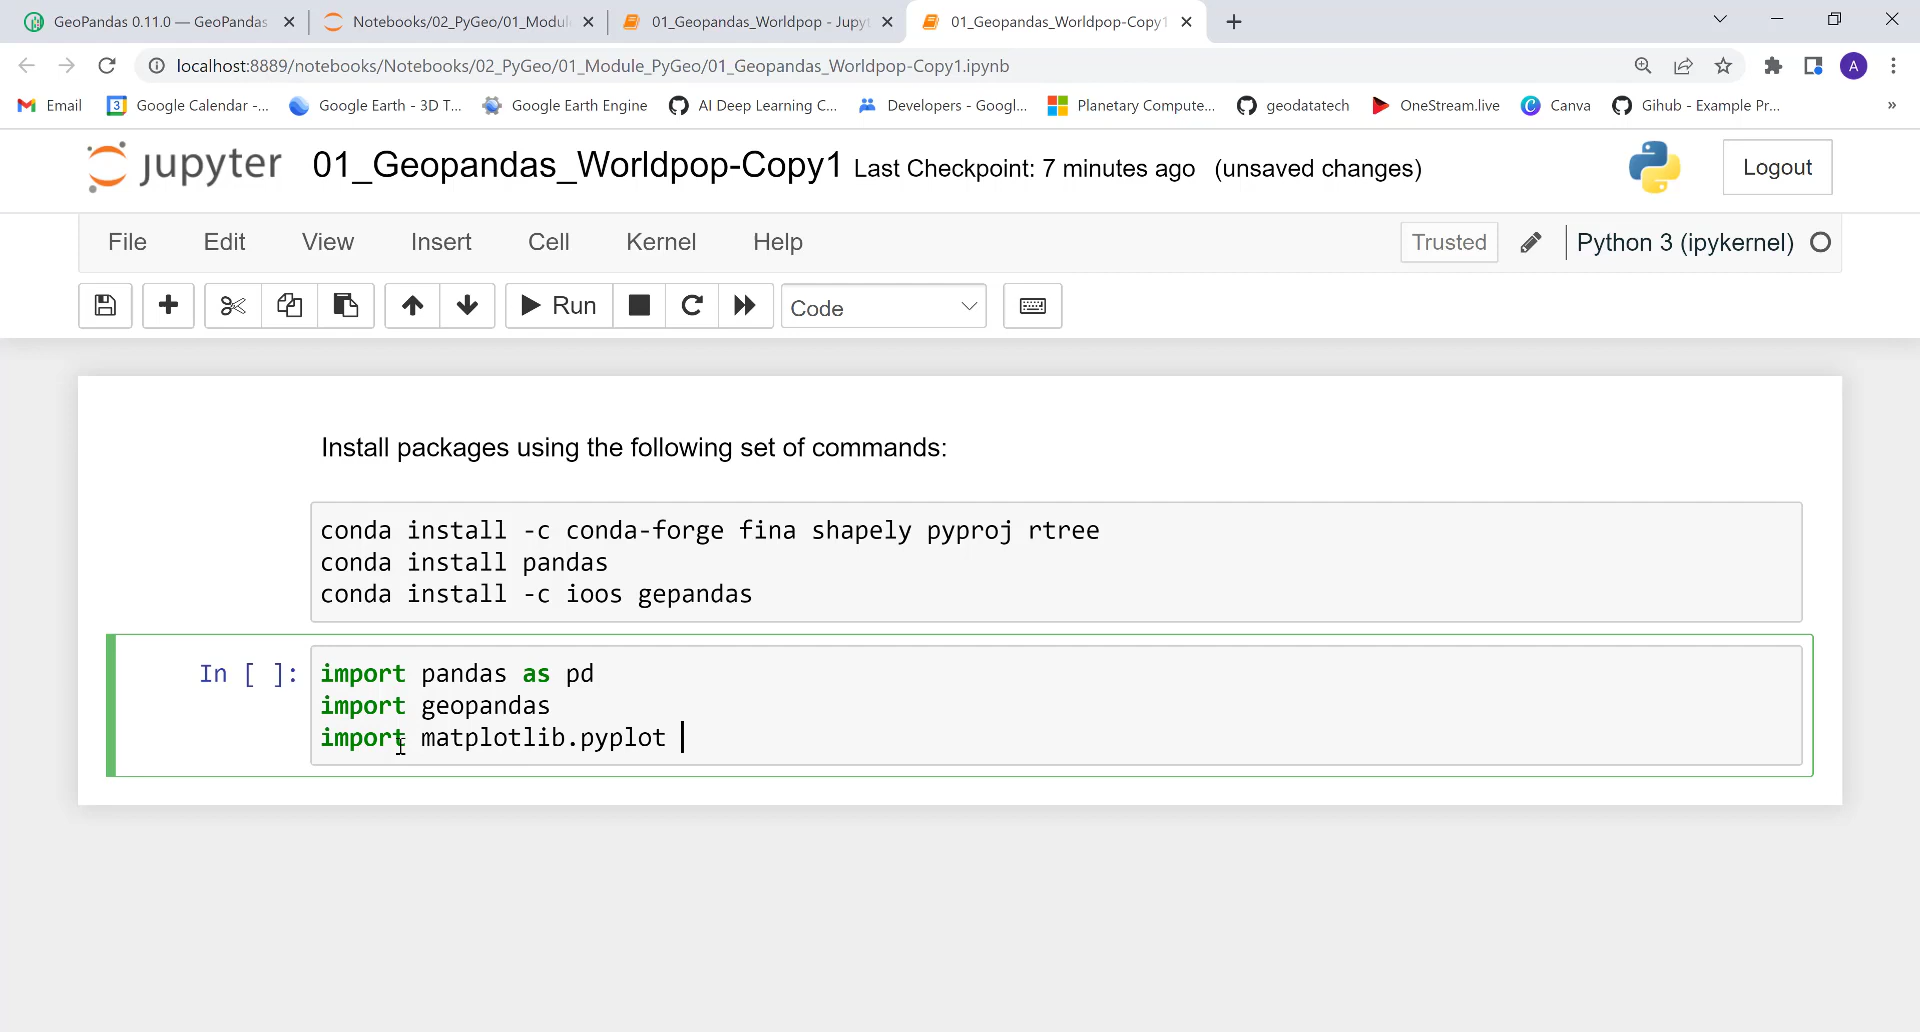 GeoPandas 0.11.0 — GeoPandas
Notebooks/02_PyGeo/01_Modul
01_Geopandas_Worldpop - Jupyt
01_Geopandas_Worldpop-Copy1
localhost:8889/notebooks/Notebooks/02_PyGeo/01_Module_PyGeo/01_Geopandas_Worldpop-Copy1.ipynb
A
Email
3 Google Calendar -...
Google Earth - 3D T...
Google Earth Engine
AI Deep Learning C...
Developers - Googl...
Planetary Compute...
geodatatech
OneStream.live
C Canva
Gihub - Example Pr...
»
jupyter 01_Geopandas_Worldpop-Copy1 Last Checkpoint: 7 minutes ago (unsaved changes)
Logout
File Edit View Insert Cell Kernel Help
Trusted
Python 3 (ipykernel)
Run
Code
Install packages using the following set of commands:
conda install -c conda-forge fina shapely pyproj rtree
conda install pandas
conda install -c ioos gepandas
In [ ]: import pandas as pd
import geopandas
import matplotlib.pyplot